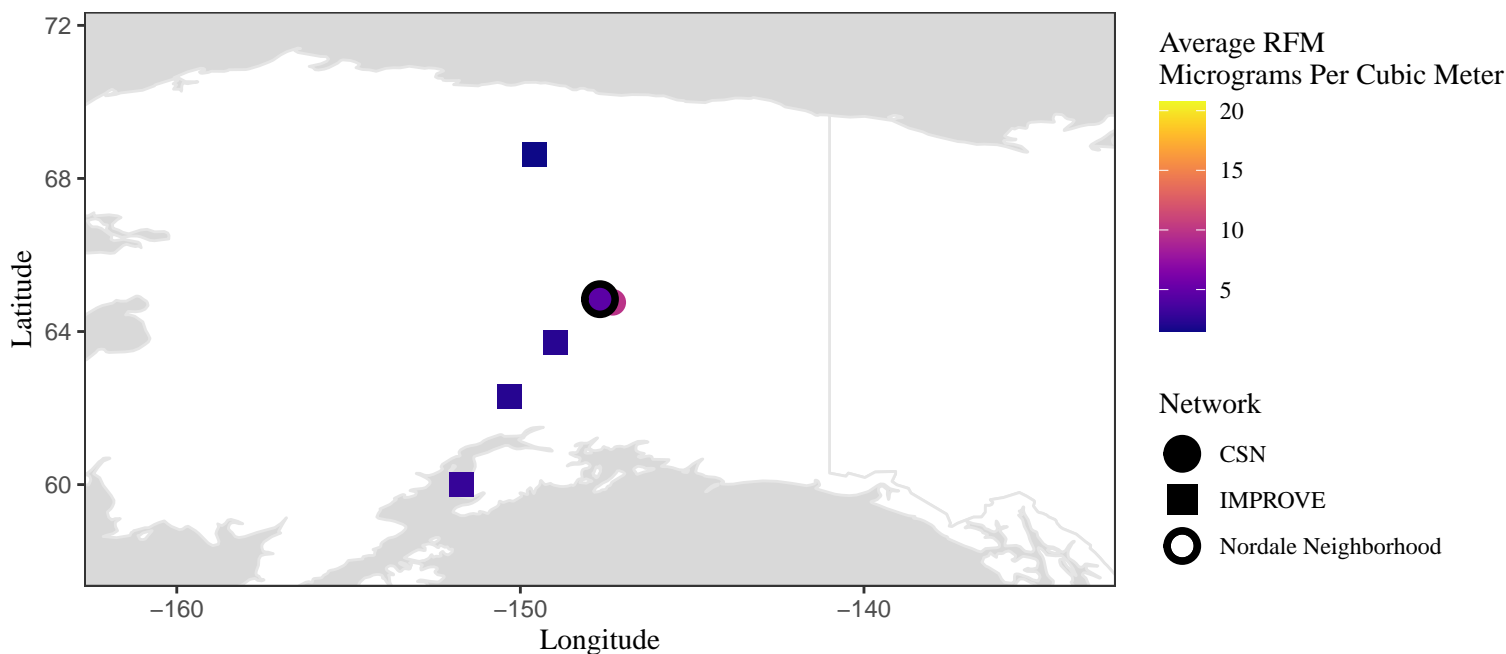 72
68
64
60
Latitude
−160
−150
−140
Longitude
Average RFM
Micrograms Per Cubic Meter
20
15
10
5
Network
CSN
IMPROVE
Nordale Neighborhood